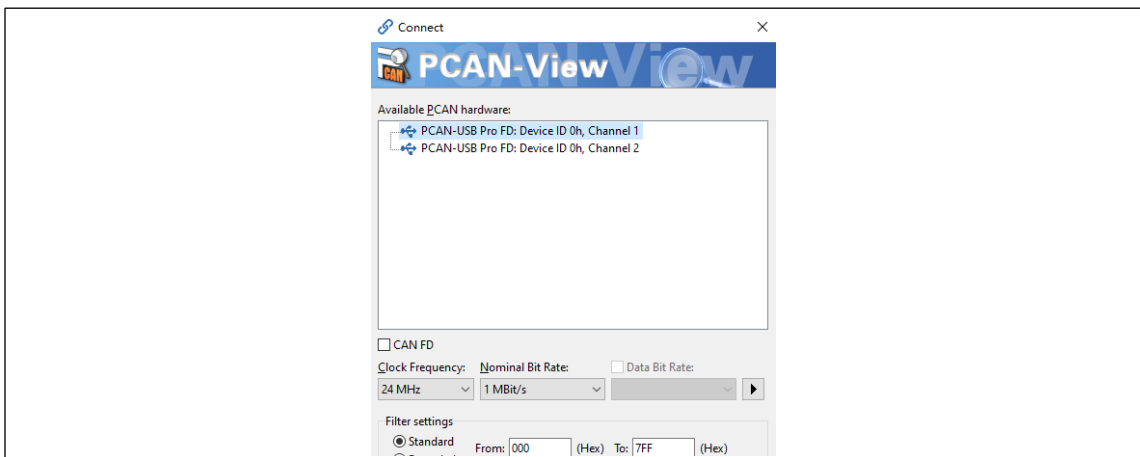 Connect
PCAN-View
Available PCAN hardware:
PCAN-USB Pro FD: Device ID 0h, Channel 1
PCAN-USB Pro FD: Device ID 0h, Channel 2
CAN FD
Clock Frequency: Nominal Bit Rate: Data Bit Rate:
24 MHz 1 MBit/s
Filter settings
Standard
From: 000 (Hex) To: 7FF (Hex)